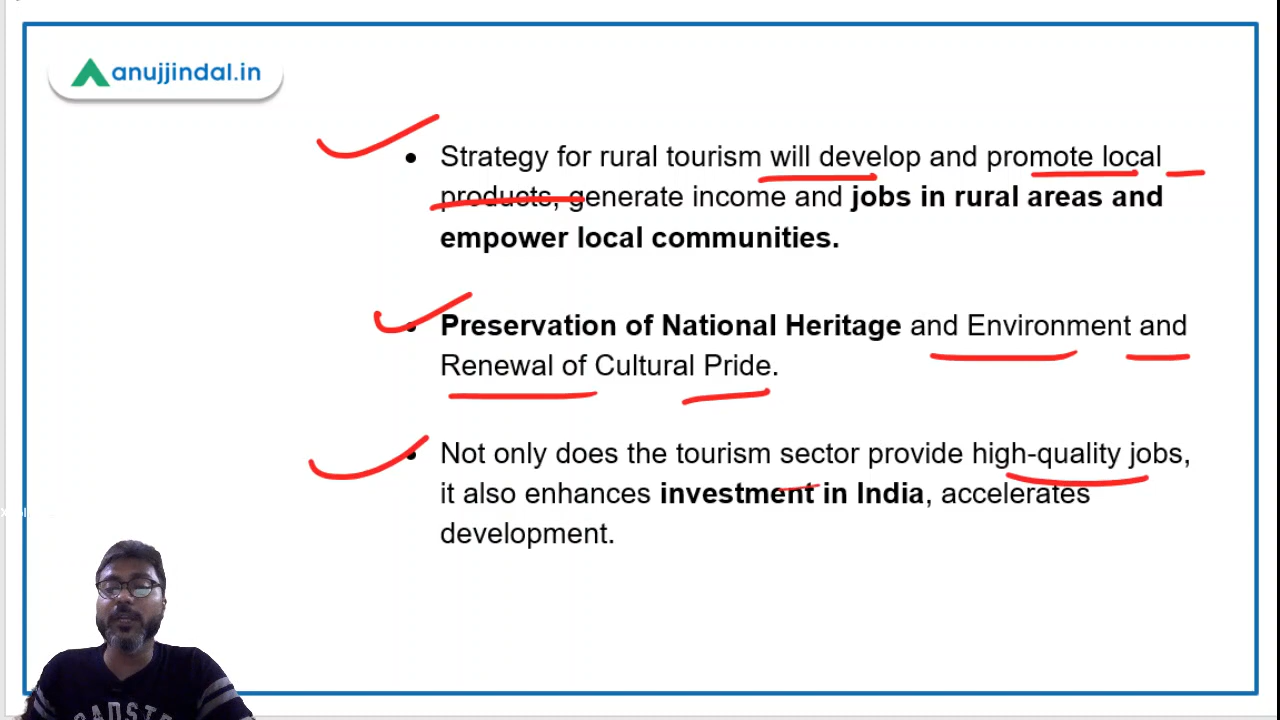 anujjindal.in
• Strategy for rural tourism will develop and promote local
products, generate income and jobs in rural areas and
empower local communities.
• Preservation of National Heritage and Environment and
Renewal of Cultural Pride.
• Not only does the tourism sector provide high-quality jobs,
it also enhances investment in India, accelerates
development.